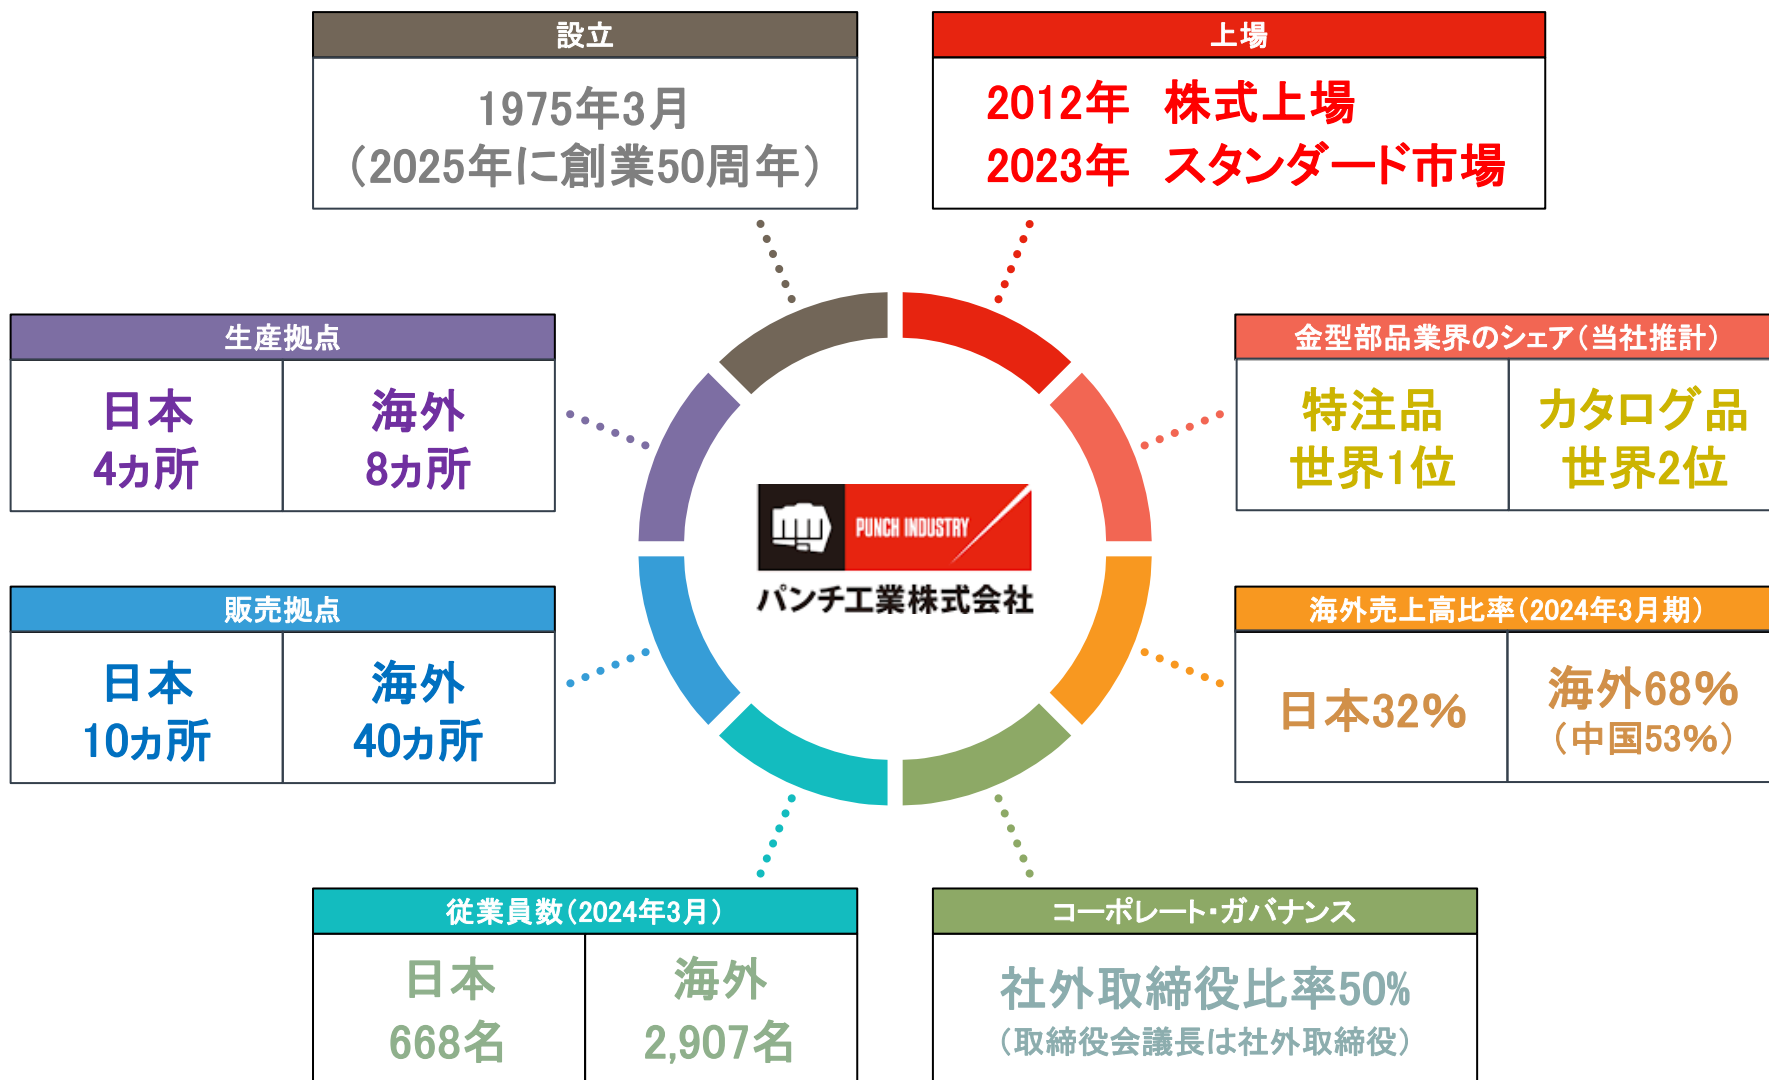 設立
1975年3月
（2025年に創業50周年）
上場
2012年　株式上場
2023年　スタンダード市場
生産拠点
日本
4ヵ所
海外
8ヵ所
金型部品業界のシェア（当社推計）
特注品
世界1位
カタログ品
世界2位
PUNCH INDUSTRY
パンチ工業株式会社
販売拠点
日本
10ヵ所
海外
40ヵ所
海外売上高比率（2024年3月期）
日本32%
海外68%
（中国53%）
従業員数（2024年3月）
日本
668名
海外
2,907名
コーポレート・ガバナンス
社外取締役比率50%
（取締役会議長は社外取締役）